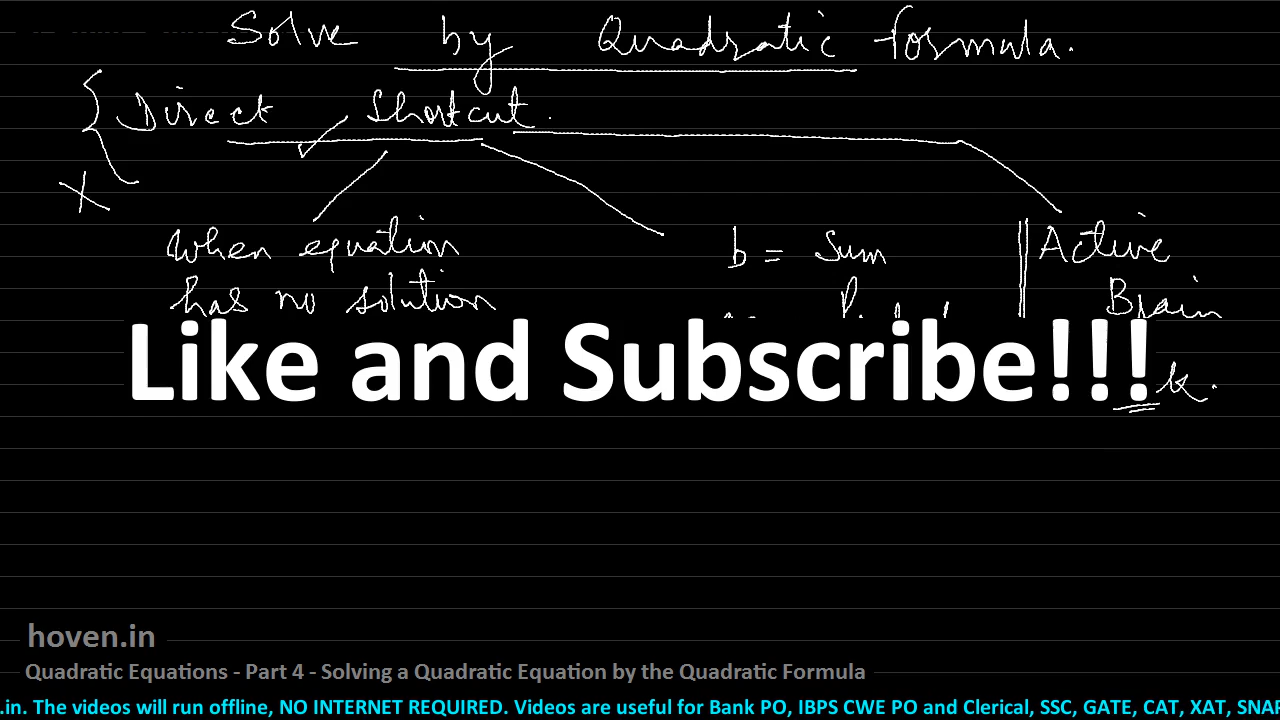 Solve by Quadratic formula.
Direct Shortcut.
X
When equation
has no solution
b = Sum
Active
Brain
k.
Like and Subscribe!!!
hoven.in
Quadratic Equations - Part 4 - Solving a Quadratic Equation by the Quadratic Formula
.in. The videos will run offline, NO INTERNET REQUIRED. Videos are useful for Bank PO, IBPS CWE PO and Clerical, SSC, GATE, CAT, XAT, SNAP